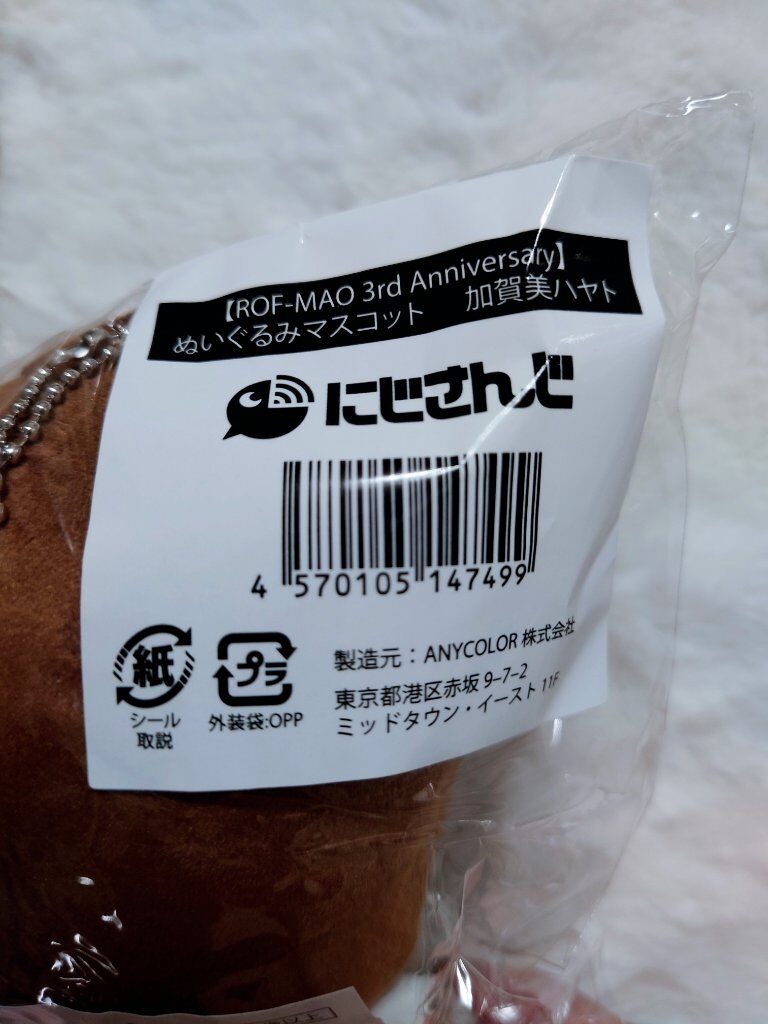 【ROF-MAO 3rd Anniversary】
ぬいぐるみマスコット 加賀美ハヤト
にじさんじ
4 570105 147499
紙
シール
取説
プラ
外装袋:OPP
製造元：ANYCOLOR 株式会社
東京都港区赤坂 9-7-2
ミッドタウン・イースト 11F